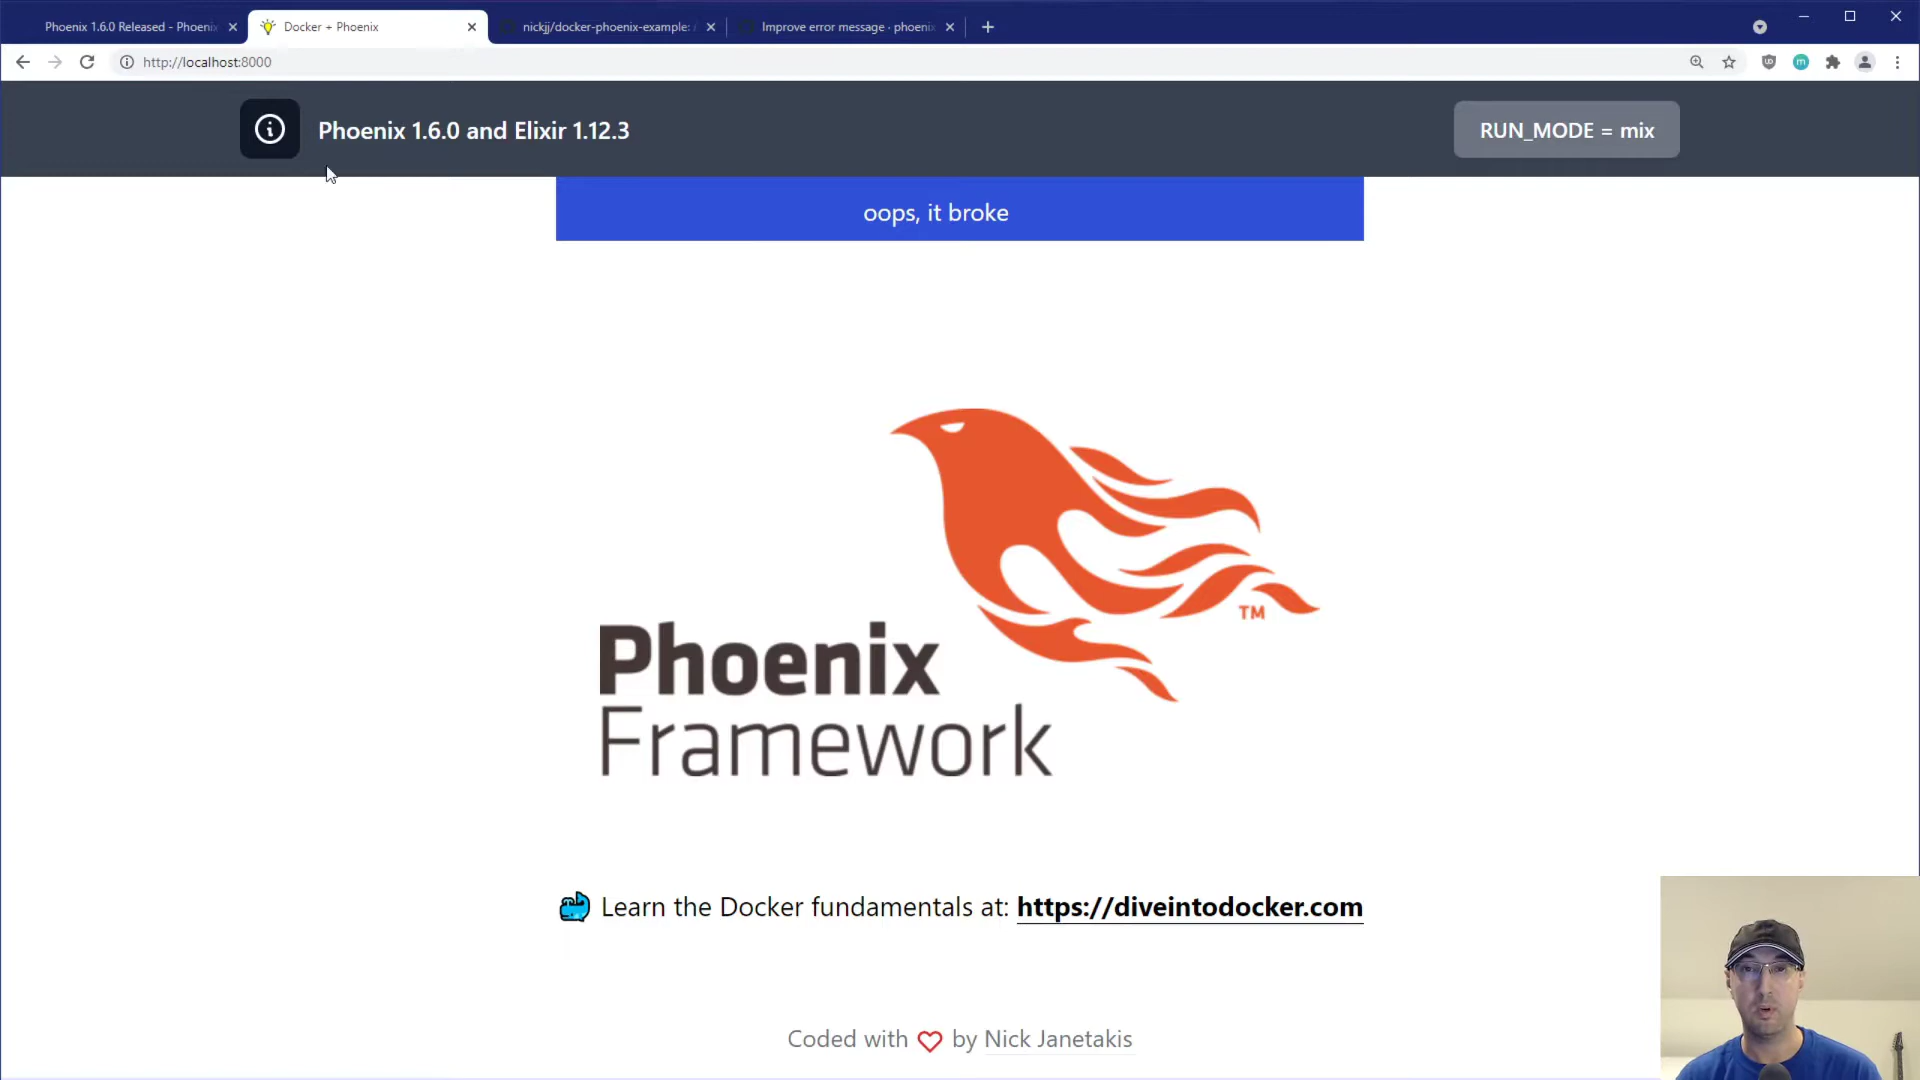 Phoenix 1.6.0 Released - Phoenix
Docker + Phoenix
nickjj/docker-phoenix-example:
Improve error message · phoenix
http://localhost:8000
Phoenix 1.6.0 and Elixir 1.12.3
RUN_MODE = mix
oops, it broke
TM
Phoenix
Framework
Learn the Docker fundamentals at: https://diveintodocker.com
Coded with by Nick Janetakis